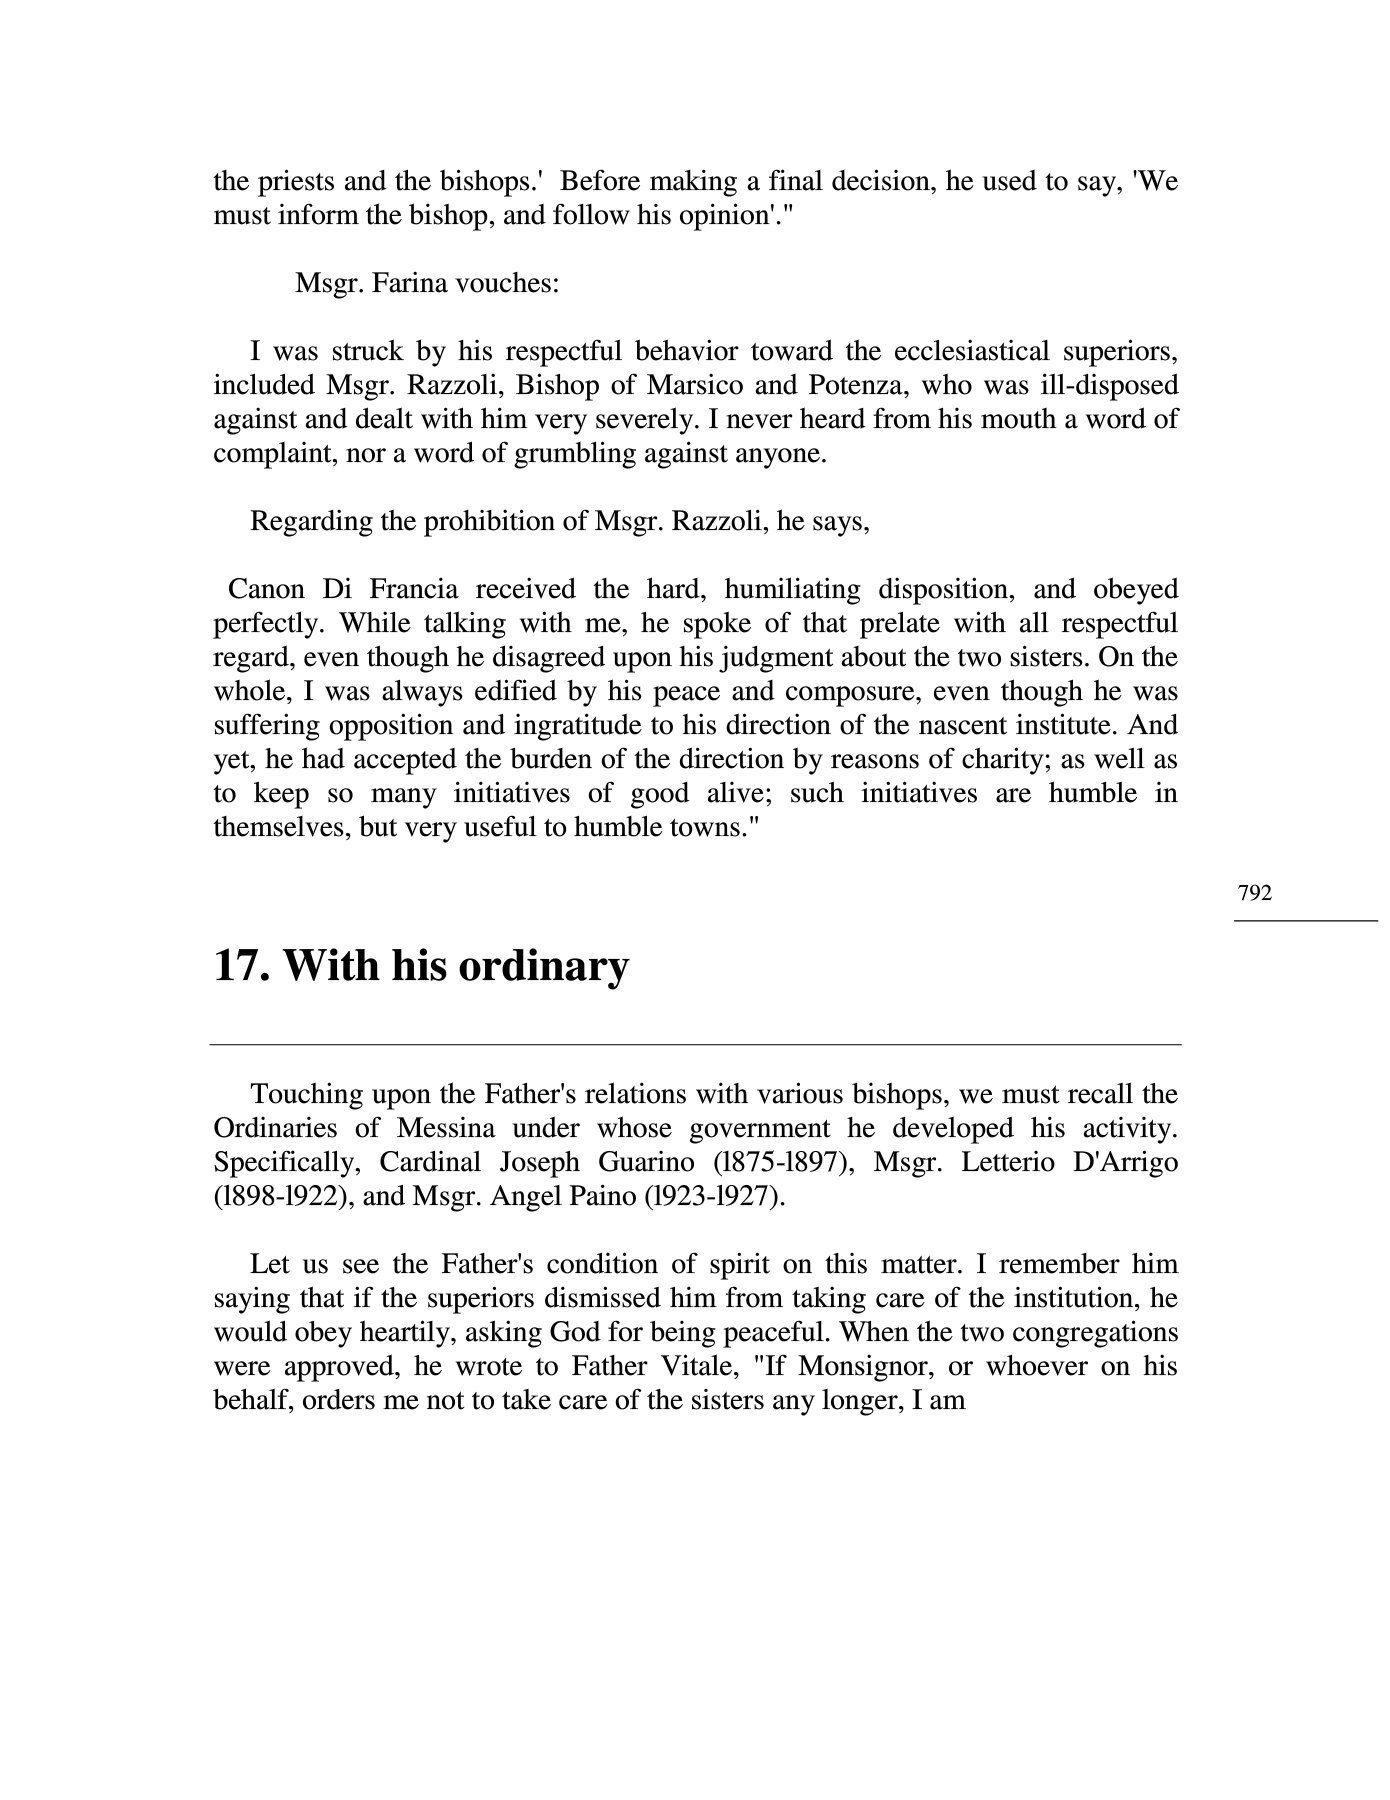 the priests and the bishops.'  Before making a final decision, he used to say, 'We
must inform the bishop, and follow his opinion'."
Msgr. Farina vouches:
I was struck by his respectful behavior toward the ecclesiastical superiors,
included Msgr. Razzoli, Bishop of Marsico and Potenza, who was ill-disposed
against and dealt with him very severely. I never heard from his mouth a word of
complaint, nor a word of grumbling against anyone.
Regarding the prohibition of Msgr. Razzoli, he says,
Canon Di Francia received the hard, humiliating disposition, and obeyed
perfectly. While talking with me, he spoke of that prelate with all respectful
regard, even though he disagreed upon his judgment about the two sisters. On the
whole, I was always edified by his peace and composure, even though he was
suffering opposition and ingratitude to his direction of the nascent institute. And
yet, he had accepted the burden of the direction by reasons of charity; as well as
to keep so many initiatives of good alive; such initiatives are humble in
themselves, but very useful to humble towns."
792
17. With his ordinary
Touching upon the Father's relations with various bishops, we must recall the
Ordinaries of Messina under whose government he developed his activity.
Specifically, Cardinal Joseph Guarino (l875-l897), Msgr. Letterio D'Arrigo
(l898-l922), and Msgr. Angel Paino (l923-l927).
Let us see the Father's condition of spirit on this matter. I remember him
saying that if the superiors dismissed him from taking care of the institution, he
would obey heartily, asking God for being peaceful. When the two congregations
were approved, he wrote to Father Vitale, "If Monsignor, or whoever on his
behalf, orders me not to take care of the sisters any longer, I am